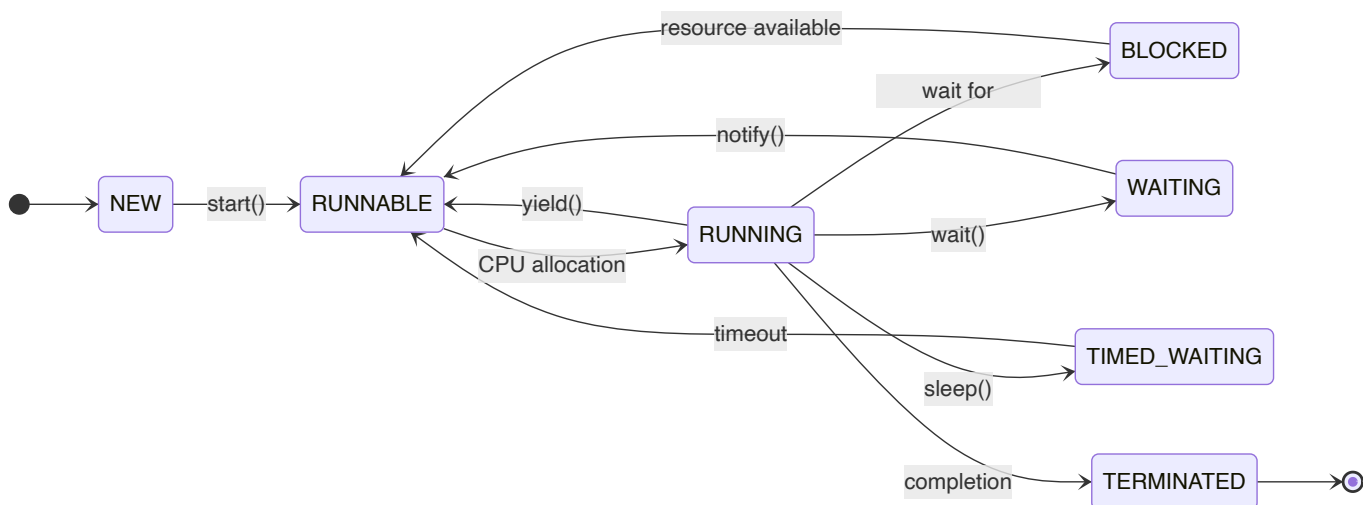 resource available
BLOCKED
wait for
notify()
WAITING
NEW
start()
RUNNABLE
yield()
RUNNING
wait()
CPU allocation
timeout
TIMED_WAITING
sleep()
completion
TERMINATED